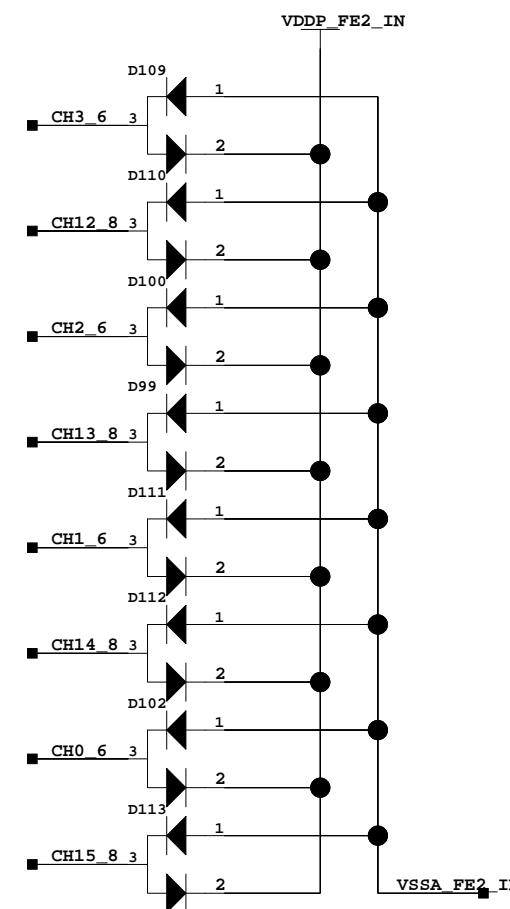 VDDP_FE2_IN
D109
1
CH3_6 3
2
D110
1
CH12_8 3
2
D100
1
CH2_6 3
2
D99
1
CH13_8 3
2
D111
1
CH1_6 3
2
D112
1
CH14_8 3
2
D102
1
CH0_6 3
2
D113
1
CH15_8 3
2 VSSA_FE2_I